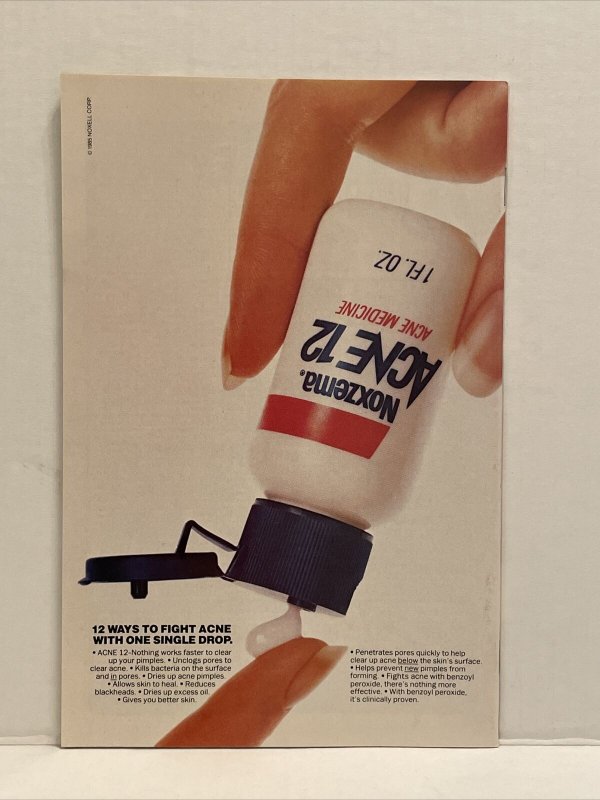 © 1985 NOXELL CORP.
1 FL. OZ.
ACNE MEDICINE
ACNE 12
Noxzema®
12 WAYS TO FIGHT ACNE
WITH ONE SINGLE DROP.
• ACNE 12-Nothing works faster to clear
up your pimples. • Unclogs pores to
clear acne. • Kills bacteria on the surface
and in pores. • Dries up acne pimples.
• Allows skin to heal. • Reduces
blackheads. • Dries up excess oil.
• Gives you better skin.
• Penetrates pores quickly to help
clear up acne below the skin's surface.
• Helps prevent new pimples from
forming. • Fights acne with benzoyl
peroxide, there's nothing more
effective. • With benzoyl peroxide,
it's clinically proven.